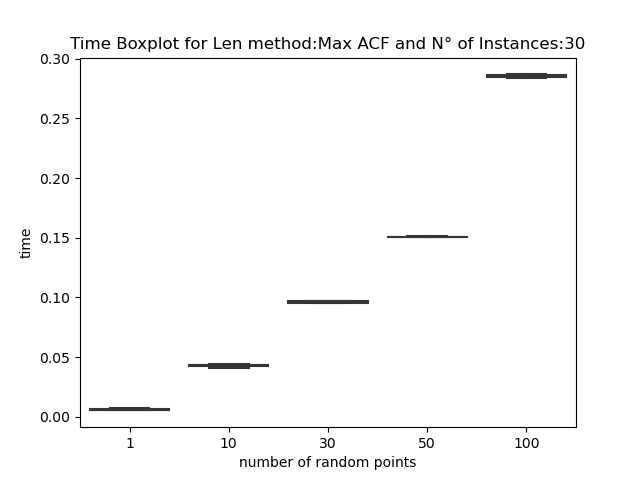 Time Boxplot for Len method:Max ACF and N° of Instances:30
0.30
0.25
0.20
0.15
0.10
0.05
0.00
time
1 10 30 50 100
number of random points